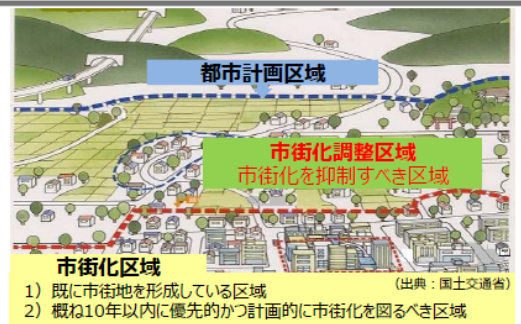 都市計画区域
市街化調整区域
市街化を抑制すべき区域
市街化区域
(出典：国土交通省)
1）既に市街地を形成している区域
2）概ね10年以内に優先的かつ計画的に市街化を図るべき区域